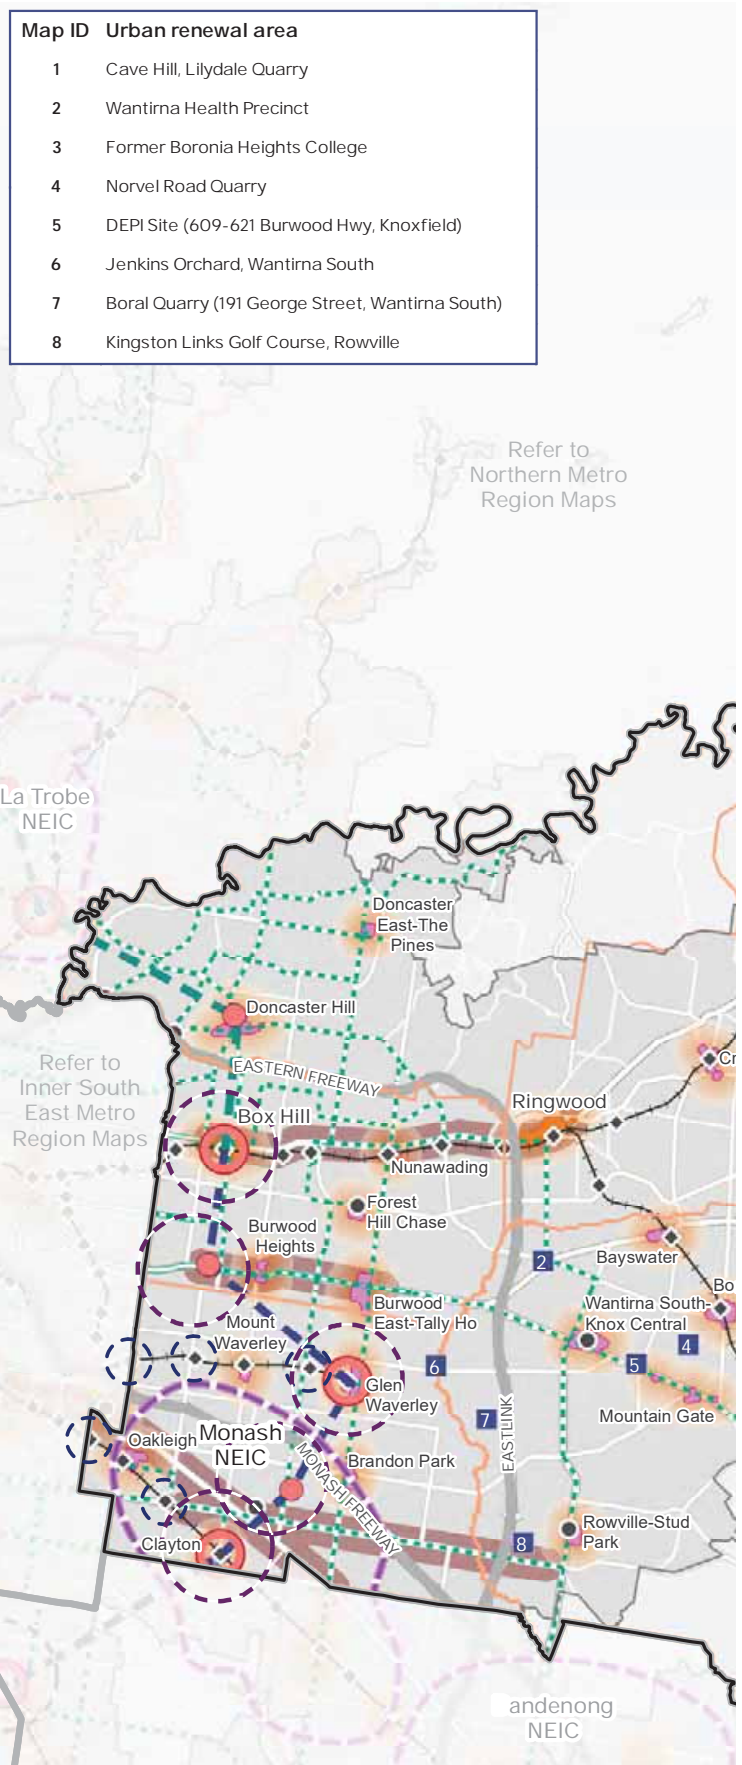 Map ID Urban renewal area
1 Cave Hill, Lilydale Quarry
2 Wantirna Health Precinct
3 Former Boronia Heights College
4 Norvel Road Quarry
5 DEPI Site (609-621 Burwood Hwy, Knoxfield)
6 Jenkins Orchard, Wantirna South
7 Boral Quarry (191 George Street, Wantirna South)
8 Kingston Links Golf Course, Rowville
Refer to
Northern Metro
Region Maps
La Trobe
NEIC
Doncaster
East-The
Pines
Doncaster Hill
Refer to
Inner South
East Metro
Region Maps
EASTERN FREEWAY
Cr
Ringwood
Box Hill
Nunawading
Forest
Hill Chase
Burwood
Heights
Bayswater
2
Bo
Wantirna South-
Knox Central
Burwood
East-Tally Ho
Mount
Waverley
4
5
6
Glen
Waverley
7
Mountain Gate
EASTLINK
Oakleigh
Monash
NEIC
MONASH FREEWAY
Brandon Park
Rowville-Stud
Park
8
Clayton
andenong
NEIC